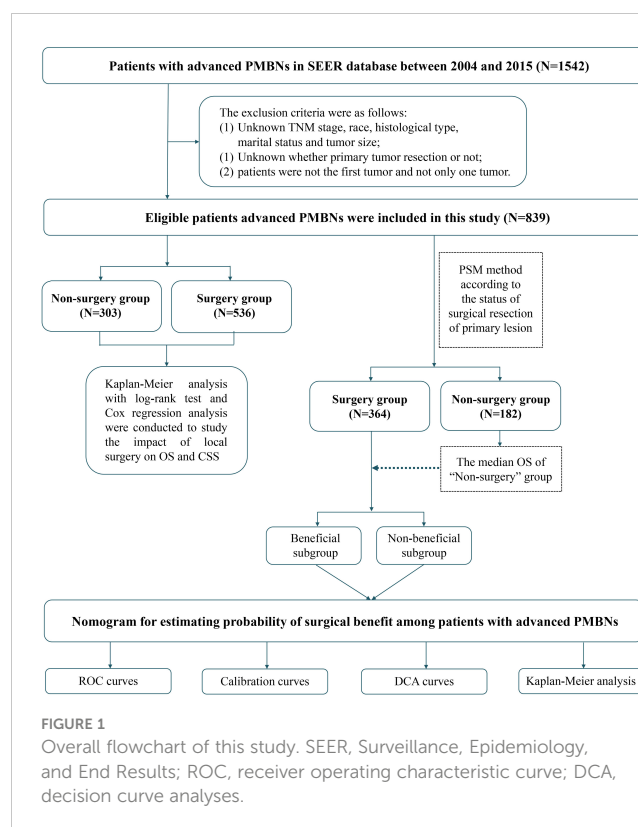 Patients with advanced PMBNs in SEER database between 2004 and 2015 (N=1542)
The exclusion criteria were as follows:
(1) Unknown TNM stage, race, histological type,
marital status and tumor size;
(1) Unknown whether primary tumor resection or not;
(2) patients were not the first tumor and not only one tumor.
Eligible patients advanced PMBNs were included in this study (N=839)
Non-surgery group
(N=303)
Surgery group
(N=536)
PSM method
according to
the status of
surgical resection
of primary lesion
Kaplan-Meier analysis
with log-rank test and
Cox regression analysis
were conducted to study
the impact of local
surgery on OS and CSS
Surgery group
(N=364)
Non-surgery group
(N=182)
The median OS of
“Non-surgery” group
Beneficial
subgroup
Non-beneficial
subgroup
Nomogram for estimating probability of surgical benefit among patients with advanced PMBNs
ROC curves
Calibration curves
DCA curves
Kaplan-Meier analysis
FIGURE 1
Overall flowchart of this study. SEER, Surveillance, Epidemiology,
and End Results; ROC, receiver operating characteristic curve; DCA,
decision curve analyses.